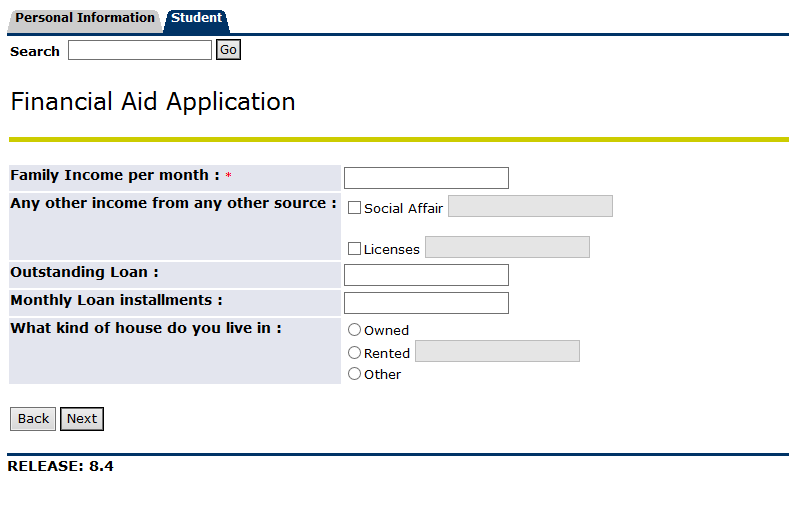 Personal Information Student
Search Go
Financial Aid Application
Family Income per month : *
Any other income from any other source : Social Affair
Licenses
Outstanding Loan :
Monthly Loan installments :
What kind of house do you live in : Owned
Rented
Other
Back Next
RELEASE: 8.4